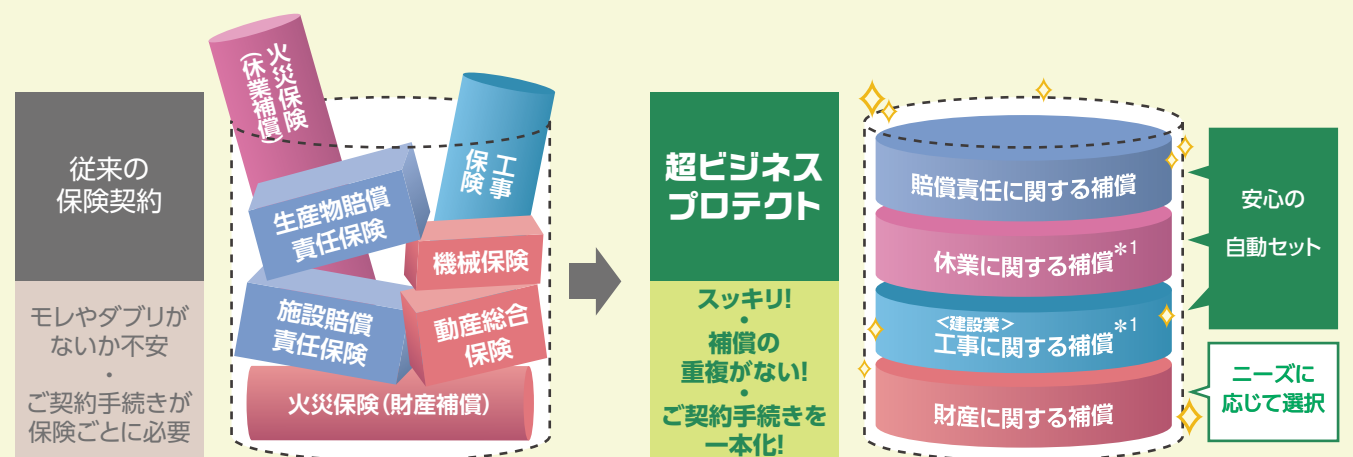 従来の
保険契約
モレやダブりが
ないか不安
・
ご契約手続きが
保険ごとに必要
火災保険
(休業補償)
工事
保険
生産物賠償
責任保険
機械保険
施設賠償
責任保険
動産総合
保険
火災保険(財産補償)
超ビジネス
プロテクト
スッキリ!
・
補償の
重複がない!
・
ご契約手続きを
一本化!
賠償責任に関する補償
休業に関する補償*1
<建設業>
工事に関する補償*1
財産に関する補償
安心の
自動セット
ニーズに
応じて選択